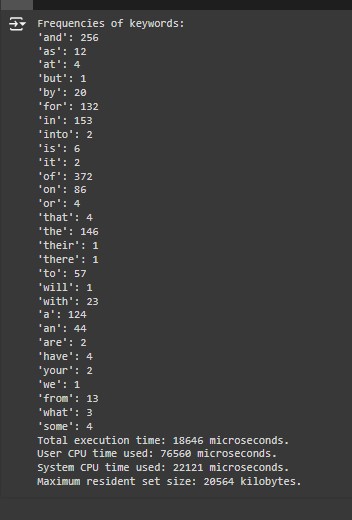 Frequencies of keywords:
'and': 256
'as': 12
'at': 4
'but': 1
'by': 20
'for': 132
'in': 153
'into': 2
'is': 6
'it': 2
'of': 372
'on': 86
'or': 4
'that': 4
'the': 146
'their': 1
'there': 1
'to': 57
'will': 1
'with': 23
'a': 124
'an': 44
'are': 2
'have': 4
'your': 2
'we': 1
'from': 13
'what': 3
'some': 4
Total execution time: 18646 microseconds.
User CPU time used: 76560 microseconds.
System CPU time used: 22121 microseconds.
Maximum resident set size: 20564 kilobytes.